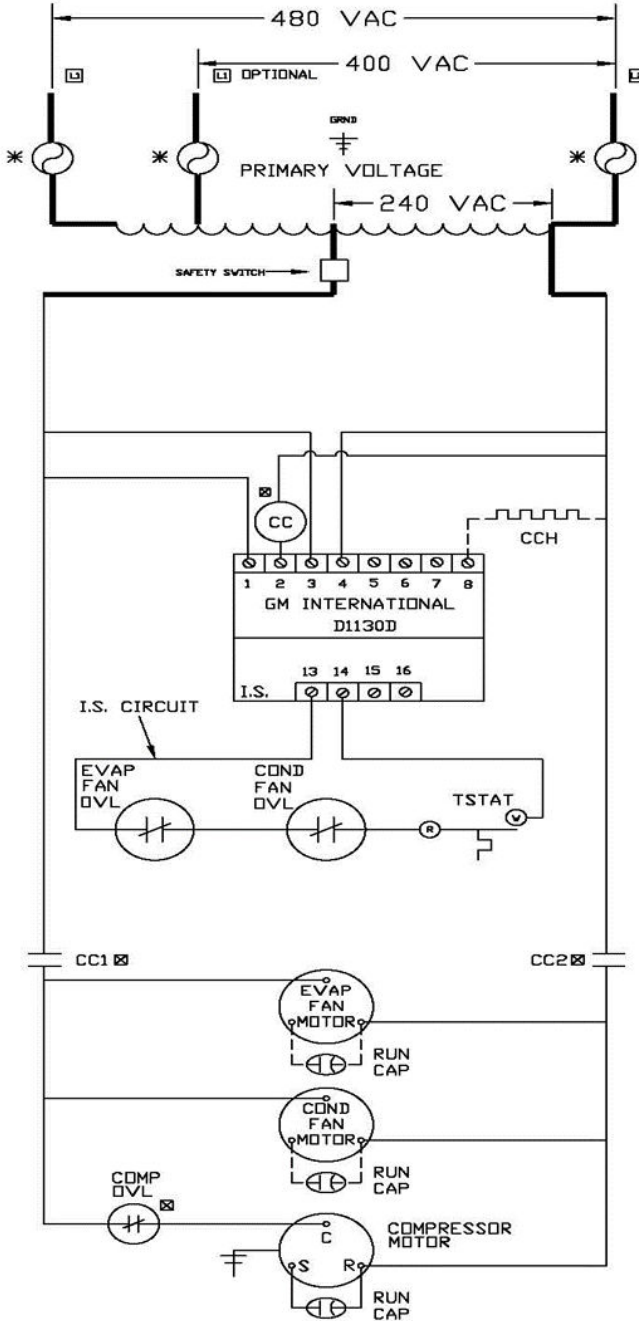 480 VAC
L3
L1 OPTIONAL
400 VAC
GRND
*
*
*
PRIMARY VOLTAGE
240 VAC
SAFETY SWITCH
CC
CCH
1 2 3 4 5 6 7 8
GM INTERNATIONAL
D1130D
13 14 15 16
I.S.
I.S. CIRCUIT
EVAP
FAN
OVL
COND
FAN
OVL
TSTAT
R
W
CC1
CC2
EVAP
FAN
MOTOR
RUN
CAP
COND
FAN
MOTOR
RUN
CAP
COMP
OVL
COMPRESSOR
MOTOR
C
S R
RUN
CAP